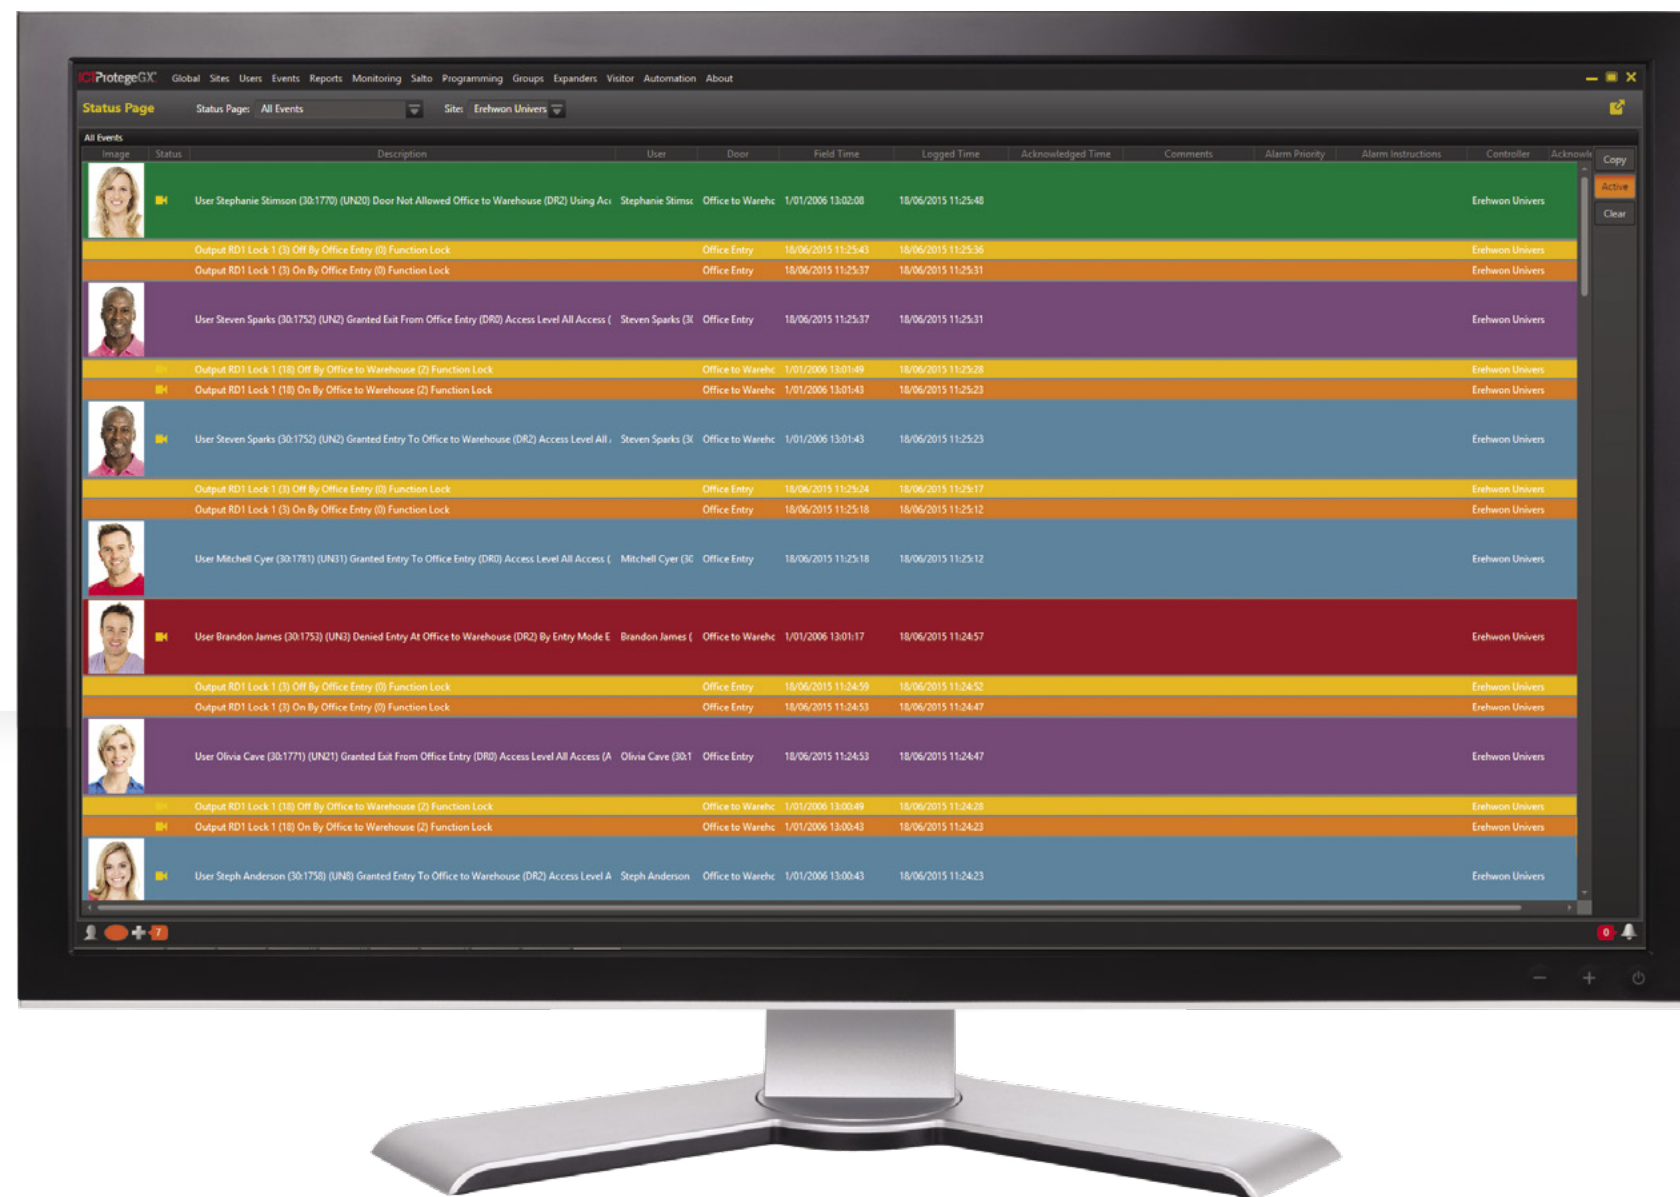 ICT ProtegeGX Global Sites Users Events Reports Monitoring Salto Programming Groups Expanders Visitor Automation About
Status Page Status Page: All Events Site: Erehwon Univers
All Events
Image Status Description User Door Field Time Logged Time Acknowledged Time Comments Alarm Priority Alarm Instructions Controller Acknowle
Copy
Active
Clear
User Stephanie Stimson (30:1770) (UN20) Door Not Allowed Office to Warehouse (DR2) Using Acc Stephanie Stimsc Office to Warehc 1/01/2006 13:02:08 18/06/2015 11:25:48 Erehwon Univers
Output RD1 Lock 1 (3) Off By Office Entry (0) Function Lock Office Entry 18/06/2015 11:25:43 18/06/2015 11:25:36 Erehwon Univers
Output RD1 Lock 1 (3) On By Office Entry (0) Function Lock Office Entry 18/06/2015 11:25:37 18/06/2015 11:25:31 Erehwon Univers
User Steven Sparks (30:1752) (UN2) Granted Exit From Office Entry (DR0) Access Level All Access ( Steven Sparks (3( Office Entry 18/06/2015 11:25:37 18/06/2015 11:25:31 Erehwon Univers
Output RD1 Lock 1 (18) Off By Office to Warehouse (2) Function Lock Office to Warehc 1/01/2006 13:01:49 18/06/2015 11:25:28 Erehwon Univers
Output RD1 Lock 1 (18) On By Office to Warehouse (2) Function Lock Office to Warehc 1/01/2006 13:01:43 18/06/2015 11:25:23 Erehwon Univers
User Steven Sparks (30:1752) (UN2) Granted Entry To Office to Warehouse (DR2) Access Level All Steven Sparks (3( Office to Warehc 1/01/2006 13:01:43 18/06/2015 11:25:23 Erehwon Univers
Output RD1 Lock 1 (3) Off By Office Entry (0) Function Lock Office Entry 18/06/2015 11:25:24 18/06/2015 11:25:17 Erehwon Univers
Output RD1 Lock 1 (3) On By Office Entry (0) Function Lock Office Entry 18/06/2015 11:25:18 18/06/2015 11:25:12 Erehwon Univers
User Mitchell Cyer (30:1781) (UN31) Granted Entry To Office Entry (DR0) Access Level All Access ( Mitchell Cyer (30 Office Entry 18/06/2015 11:25:18 18/06/2015 11:25:12 Erehwon Univers
User Brandon James (30:1753) (UN3) Denied Entry At Office to Warehouse (DR2) By Entry Mode E Brandon James ( Office to Warehc 1/01/2006 13:01:17 18/06/2015 11:24:57 Erehwon Univers
Output RD1 Lock 1 (3) Off By Office Entry (0) Function Lock Office Entry 18/06/2015 11:24:59 18/06/2015 11:24:52 Erehwon Univers
Output RD1 Lock 1 (3) On By Office Entry (0) Function Lock Office Entry 18/06/2015 11:24:53 18/06/2015 11:24:47 Erehwon Univers
User Olivia Cave (30:1771) (UN21) Granted Exit From Office Entry (DR0) Access Level All Access (A Olivia Cave (30:1 Office Entry 18/06/2015 11:24:53 18/06/2015 11:24:47 Erehwon Univers
Output RD1 Lock 1 (18) Off By Office to Warehouse (2) Function Lock Office to Warehc 1/01/2006 13:00:49 18/06/2015 11:24:28 Erehwon Univers
Output RD1 Lock 1 (18) On By Office to Warehouse (2) Function Lock Office to Warehc 1/01/2006 13:00:43 18/06/2015 11:24:23 Erehwon Univers
User Steph Anderson (30:1758) (UN8) Granted Entry To Office to Warehouse (DR2) Access Level A Steph Anderson Office to Warehc 1/01/2006 13:00:43 18/06/2015 11:24:23 Erehwon Univers
7 0